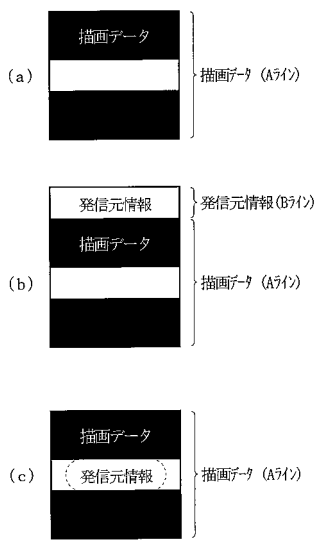 描画データ
(a)
描画データ (Aライン)
発信元情報
発信元情報(Bライン)
描画データ
(b)
描画データ (Aライン)
描画データ
(c)
発信元情報
描画データ (Aライン)